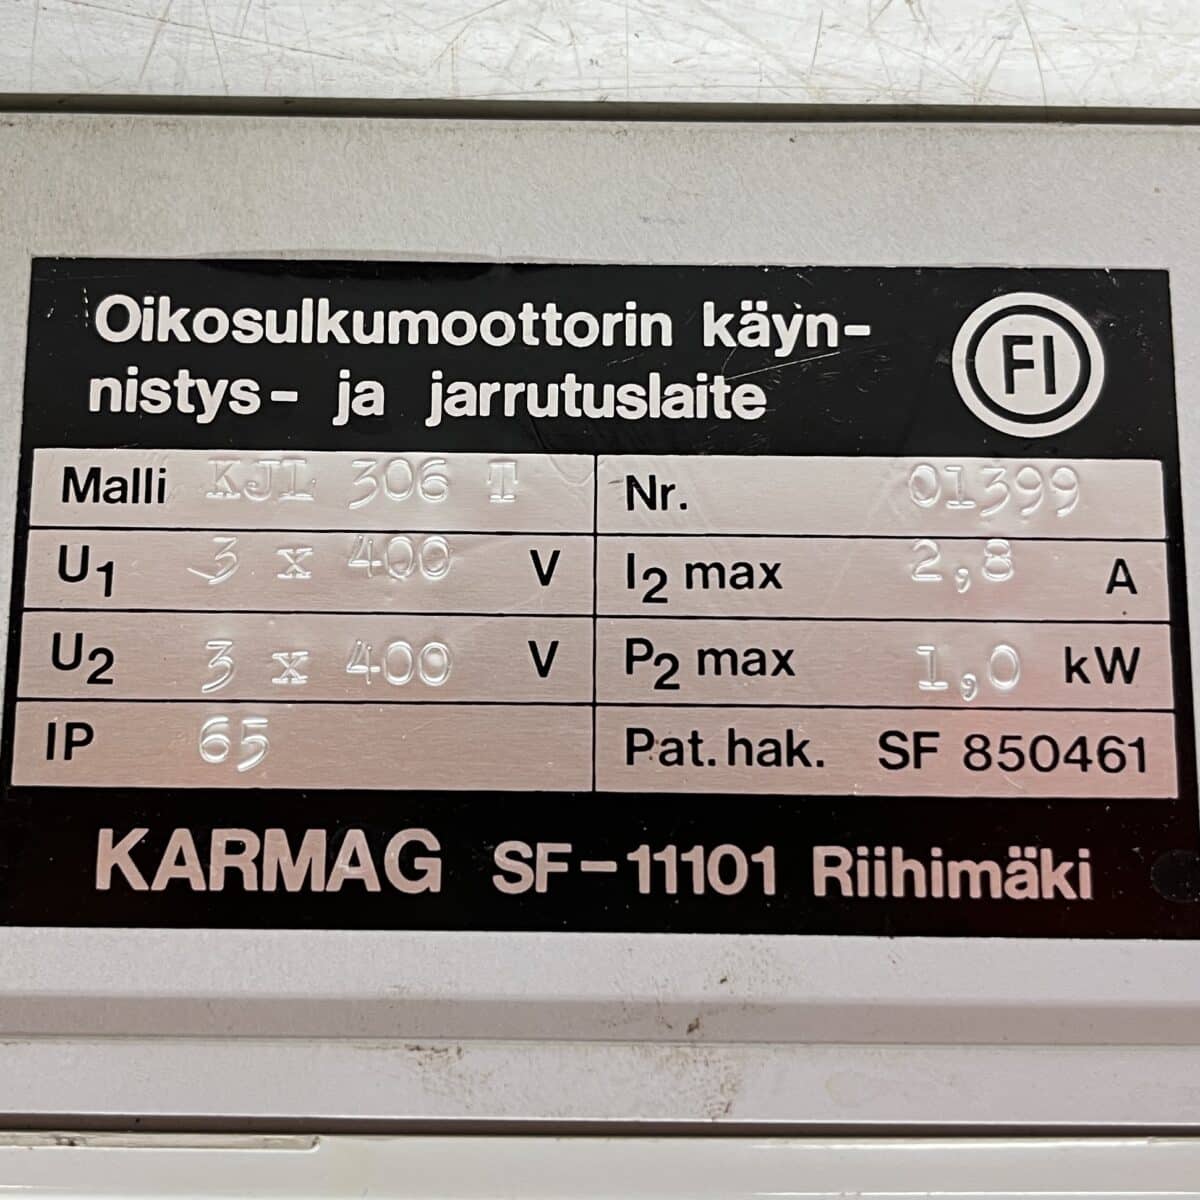 Oikosulkumoottorin käyn-
nistys- ja jarrutuslaite
FI
Malli KJL 306 T Nr. 01399
U1 3 x 400 V I2 max 2,8 A
U2 3 x 400 V P2 max 1,0 kW
IP 65 Pat. hak. SF 850461
KARMAG SF-11101 Riihimäki